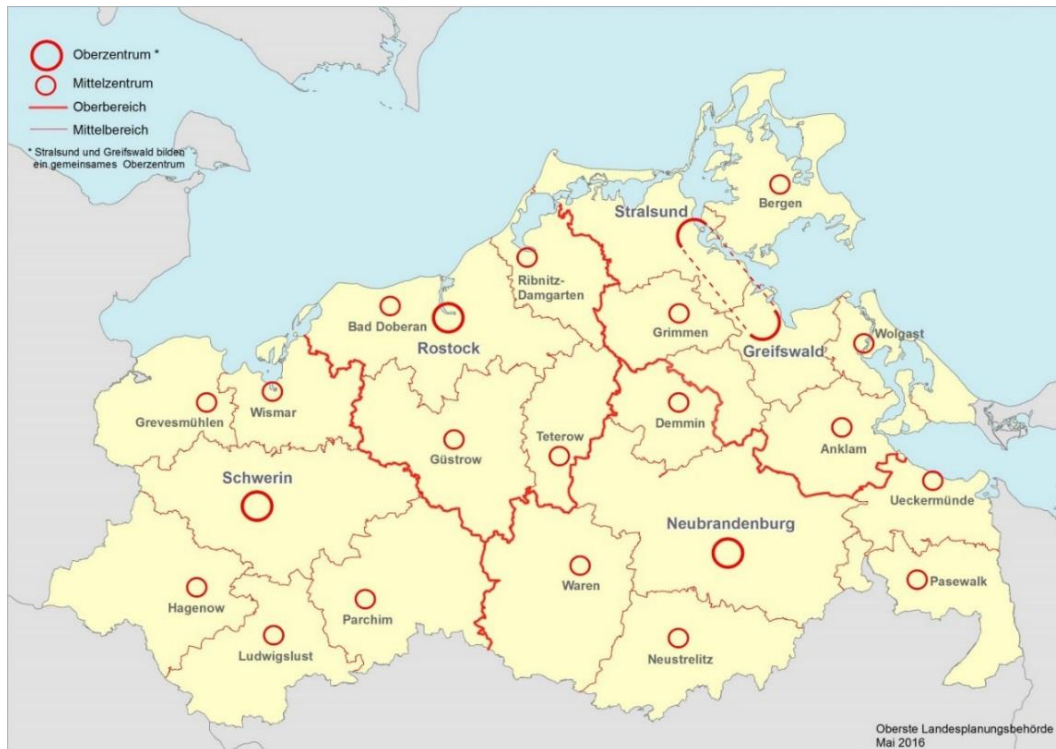 Oberzentrum *
Mittelzentrum
Oberbereich
Mittelbereich
* Stralsund und Greifswald bilden
ein gemeinsames Oberzentrum
Bergen
Stralsund
Ribnitz-
Damgarten
Bad Doberan
Rostock
Grimmen
Greifswald
Wolgast
Grevesmühlen
Wismar
Güstrow
Teterow
Demmin
Anklam
Schwerin
Ueckermünde
Neubrandenburg
Hagenow
Parchim
Waren
Pasewalk
Ludwigslust
Neustrelitz
Oberste Landesplanungsbehörde
Mai 2016